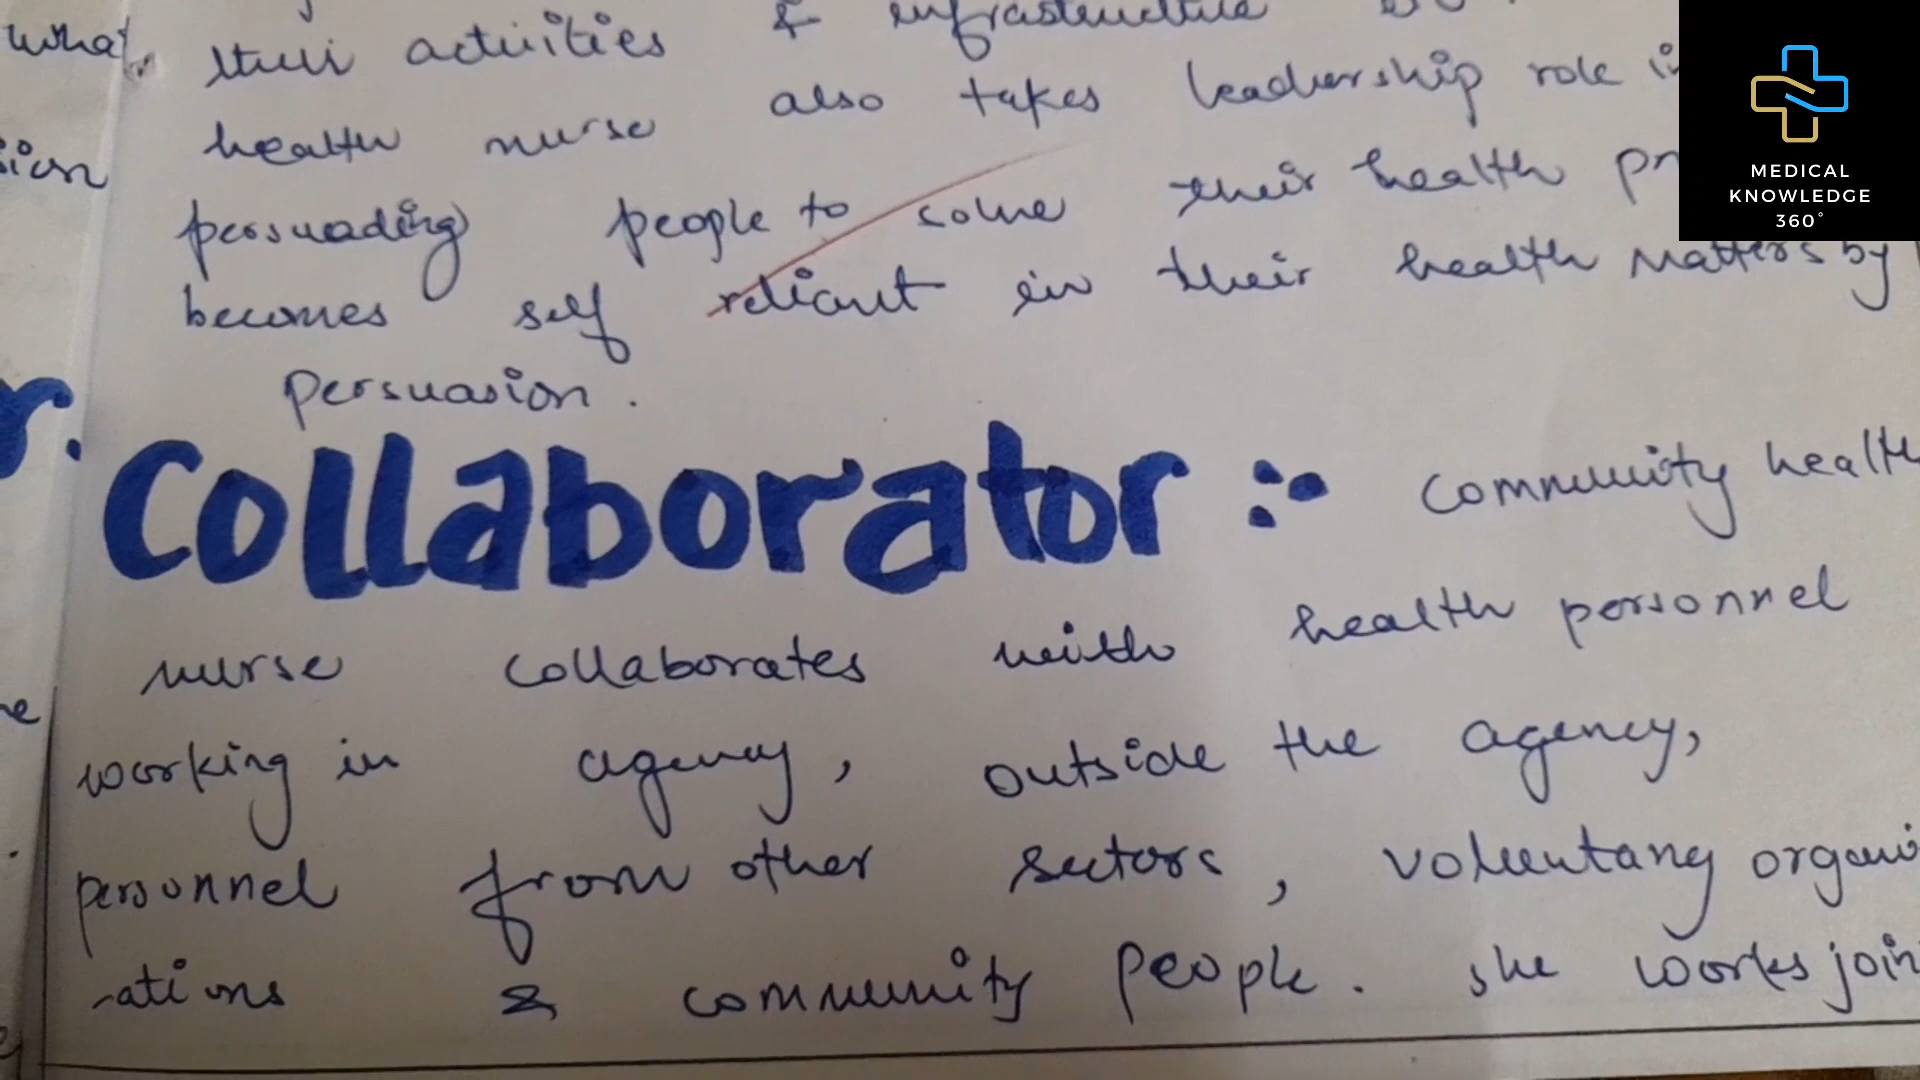 their activities & infrastructure
health nurse also takes leadership role in
persuading people to solve their health
becomes self reliant in their health matters by
persuasion.
Collaborator :- Community health
nurse collaborates with health personnel
working in agency, outside the agency,
personnel from other sectors, voluntary organi
-ations & community people. she works join
what
sion
r.
MEDICAL
KNOWLEDGE
360°